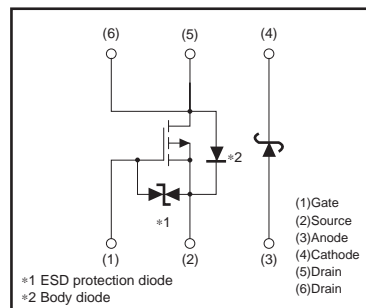 (6) (5) (4)
∗2
∗1
(1) (2) (3)
(1)Gate
(2)Source
(3)Anode
(4)Cathode
(5)Drain
(6)Drain
∗1 ESD protection diode
∗2 Body diode